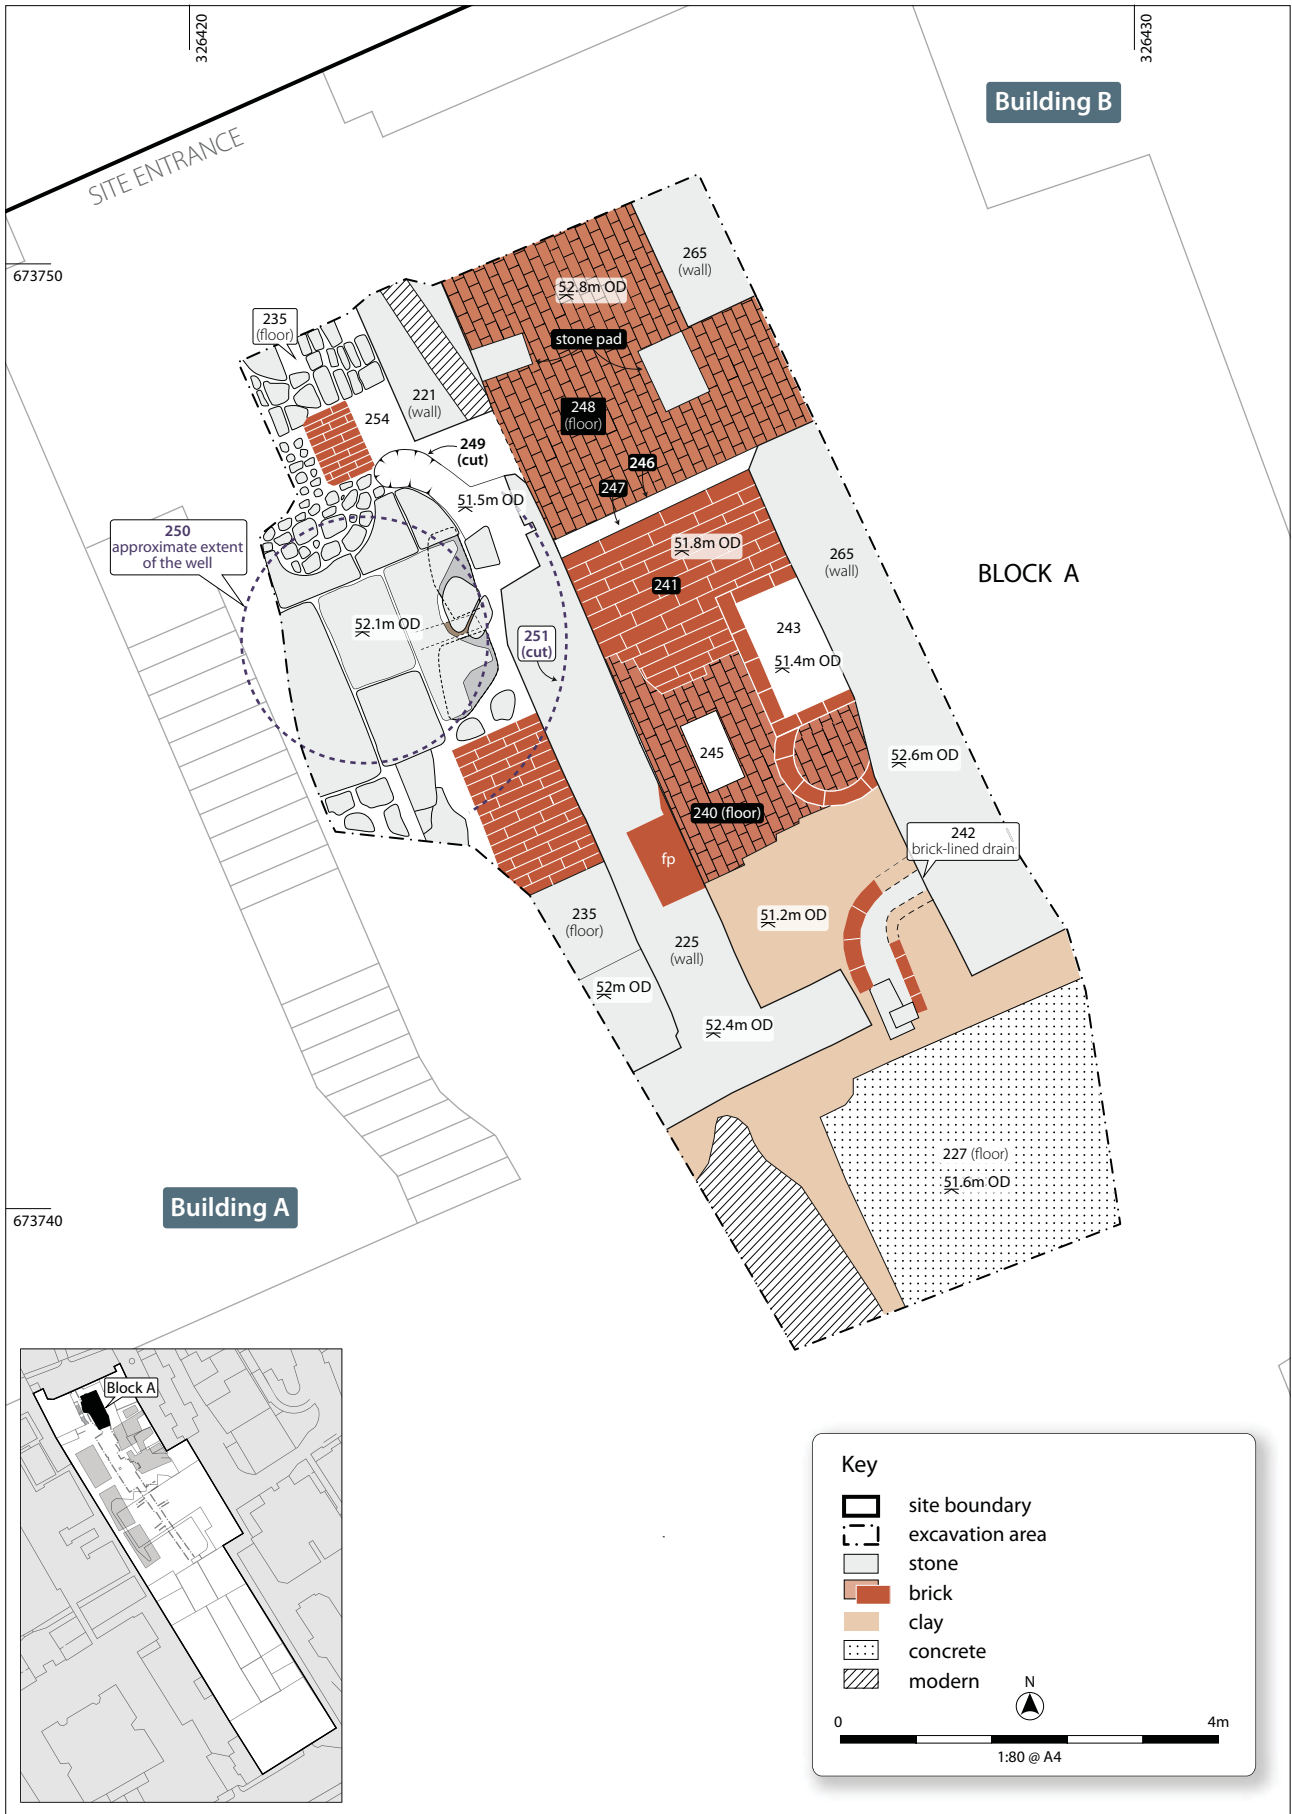 326420
326430
Building B
SITE ENTRANCE
673750
265
(wall)
52.8m OD
235
(floor)
stone pad
221
(wall)
248
(floor)
254
249
(cut)
246
247
51.5m OD
250
approximate extent
of the well
51.8m OD
265
(wall)
BLOCK A
241
52.1m OD
243
251
(cut)
51.4m OD
245
52.6m OD
240 (floor)
242
brick-lined drain
fp
235
(floor)
51.2m OD
225
(wall)
52m OD
52.4m OD
227 (floor)
51.6m OD
Building A
673740
Block A
Key
site boundary
excavation area
stone
brick
clay
concrete
modern
N
0
4m
1:80 @ A4